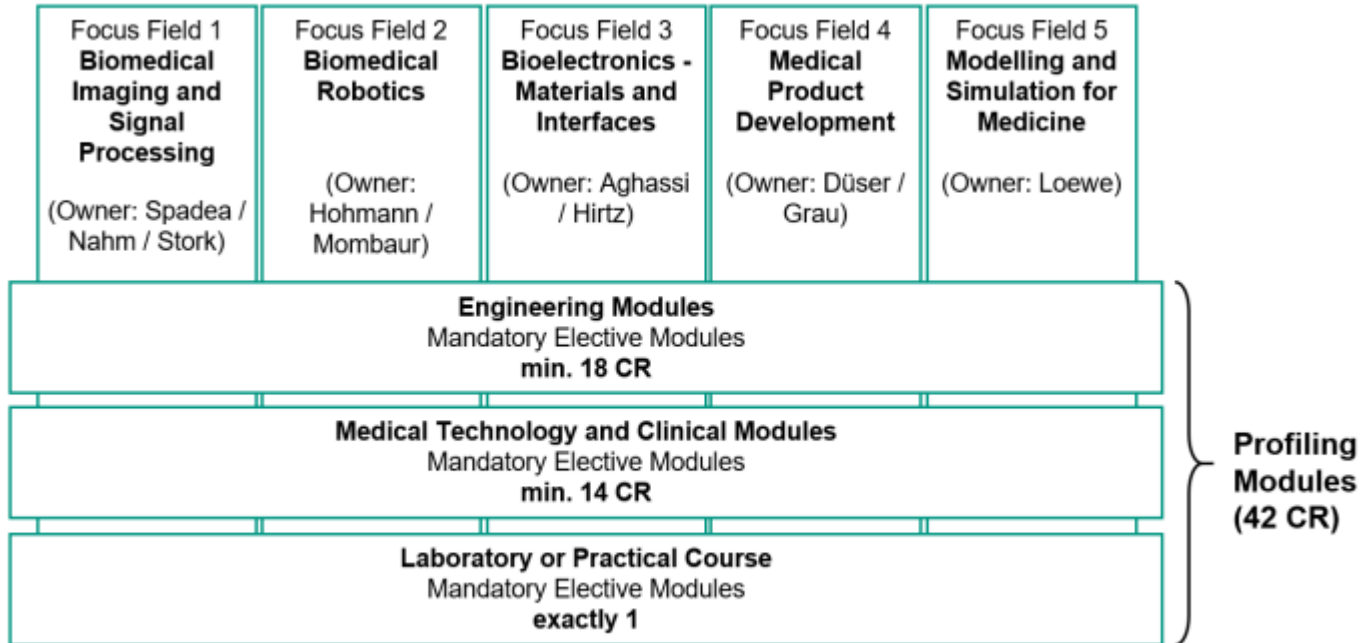 Focus Field 1
Biomedical
Imaging and
Signal
Processing
(Owner: Spadea /
Nahm / Stork)
Focus Field 2
Biomedical
Robotics
(Owner:
Hohmann /
Mombaur)
Focus Field 3
Bioelectronics -
Materials and
Interfaces
(Owner: Aghassi
/ Hirtz)
Focus Field 4
Medical
Product
Development
(Owner: Düser /
Grau)
Focus Field 5
Modelling and
Simulation for
Medicine
(Owner: Loewe)
Engineering Modules
Mandatory Elective Modules
min. 18 CR
Medical Technology and Clinical Modules
Mandatory Elective Modules
min. 14 CR
Laboratory or Practical Course
Mandatory Elective Modules
exactly 1
Profiling
Modules
(42 CR)